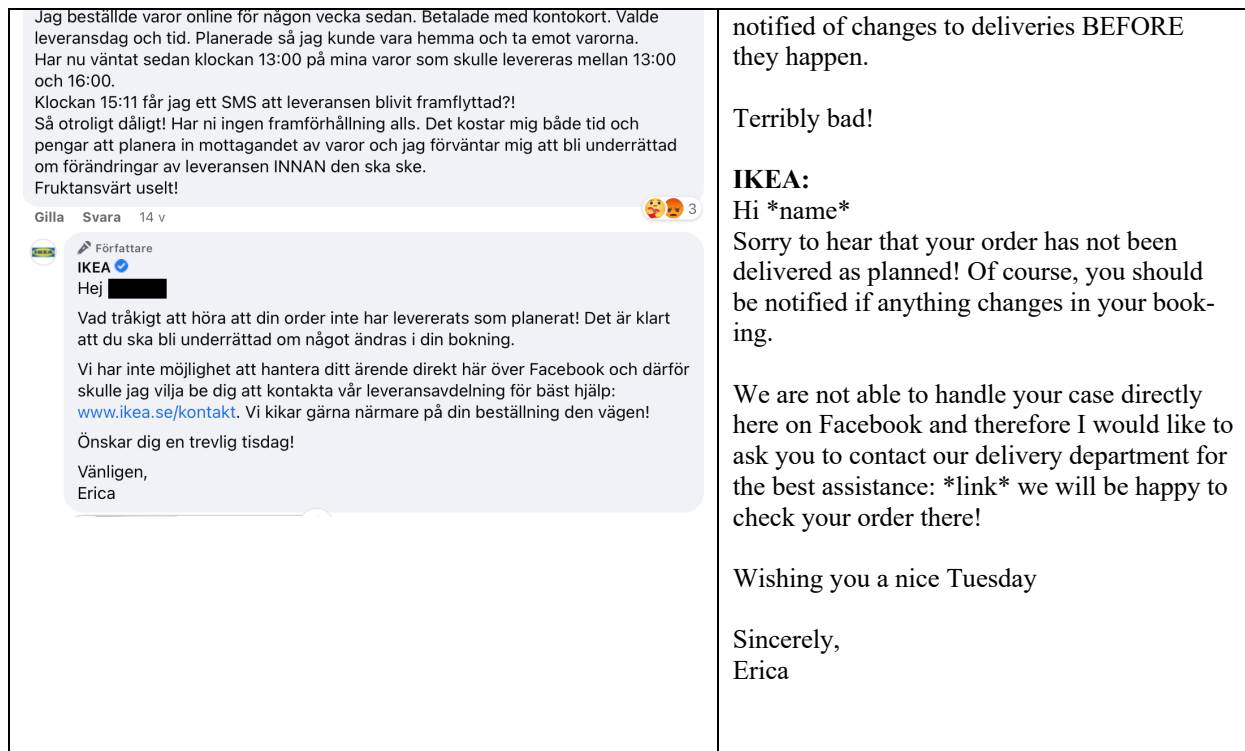 Jag beställde varor online för någon vecka sedan. Betalade med kontokort. Valde
leveransdag och tid. Planerade så jag kunde vara hemma och ta emot varorna.
Har nu väntat sedan klockan 13:00 på mina varor som skulle levereras mellan 13:00
och 16:00.
Klockan 15:11 får jag ett SMS att leveransen blivit framflyttad?!
Så otroligt dåligt! Har ni ingen framförhållning alls. Det kostar mig både tid och
pengar att planera in mottagandet av varor och jag förväntar mig att bli underrättad
om förändringar av leveransen INNAN den ska ske.
Fruktansvärt uselt!
Gilla Svara 14 v
3
Författare
IKEA
Hej
Vad tråkigt att höra att din order inte har levererats som planerat! Det är klart
att du ska bli underrättad om något ändras i din bokning.
Vi har inte möjlighet att hantera ditt ärende direkt här över Facebook och därför
skulle jag vilja be dig att kontakta vår leveransavdelning för bäst hjälp:
www.ikea.se/kontakt. Vi kikar gärna närmare på din beställning den vägen!
Önskar dig en trevlig tisdag!
Vänligen,
Erica
notified of changes to deliveries BEFORE
they happen.
Terribly bad!
IKEA:
Hi *name*
Sorry to hear that your order has not been
delivered as planned! Of course, you should
be notified if anything changes in your book-
ing.
We are not able to handle your case directly
here on Facebook and therefore I would like to
ask you to contact our delivery department for
the best assistance: *link* we will be happy to
check your order there!
Wishing you a nice Tuesday
Sincerely,
Erica